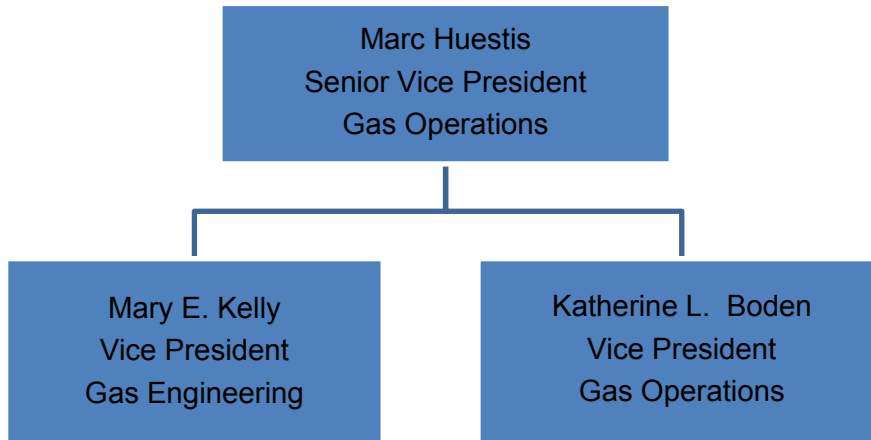 Marc Huestis
Senior Vice President
Gas Operations
Mary E. Kelly
Vice President
Gas Engineering
Katherine L.  Boden
Vice President
Gas Operations